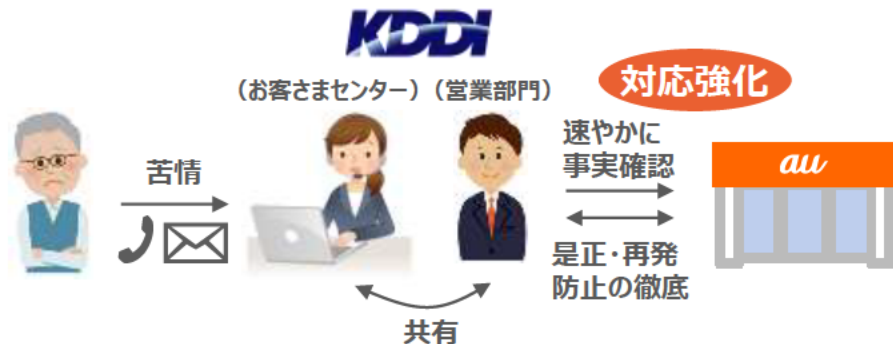 KDDI
(お客さまセンター)(営業部門)
対応強化
苦情
速やかに
事実確認
au
是正・再発
防止の徹底
共有